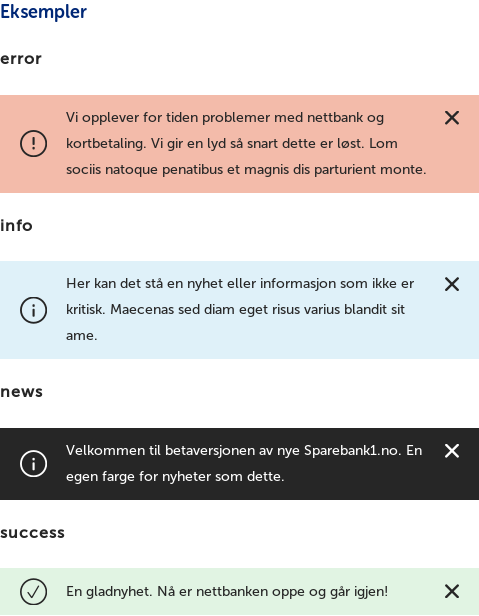 Eksempler
error
Vi opplever for tiden problemer med nettbank og
kortbetaling. Vi gir en lyd så snart dette er løst. Lom
sociis natoque penatibus et magnis dis parturient monte.
info
Her kan det stå en nyhet eller informasjon som ikke er
kritisk. Maecenas sed diam eget risus varius blandit sit
ame.
news
Velkommen til betaversjonen av nye Sparebank1.no. En
egen farge for nyheter som dette.
success
En gladnyhet. Nå er nettbanken oppe og går igjen!